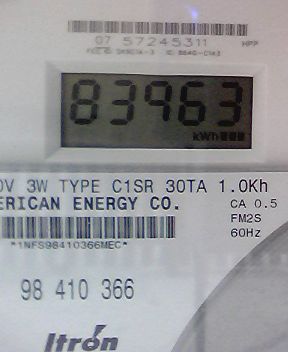 07 57245311 HPP
83963
kWh
0V 3W TYPE C1SR 30TA 1.0Kh
ERICAN ENERGY CO. CA 0.5
FM2S
60Hz
*1NFS98410366MEC*
98 410 366
Itron